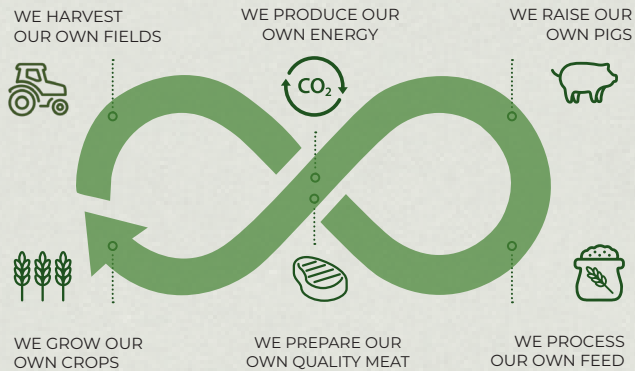 WE HARVEST
OUR OWN FIELDS
WE PRODUCE OUR
OWN ENERGY
WE RAISE OUR
OWN PIGS
CO₂
WE GROW OUR
OWN CROPS
WE PREPARE OUR
OWN QUALITY MEAT
WE PROCESS
OUR OWN FEED